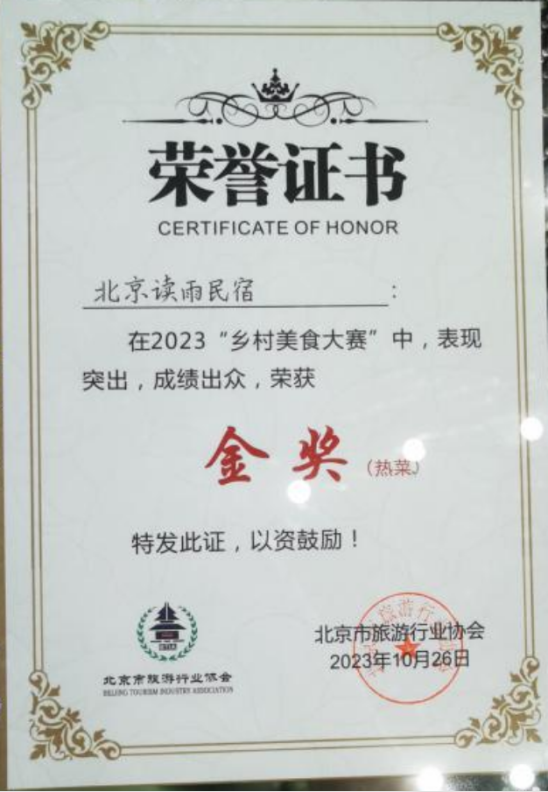 荣誉证书
CERTIFICATE OF HONOR
北京读雨民宿：
在2023“乡村美食大赛”中，表现
突出，成绩出众，荣获
金奖（热菜）
特发此证，以资鼓励！
北京市旅游行业协会
BEIJING TOURISM INDUSTRY ASSOCIATION
北京市旅游行业协会
2023年10月26日